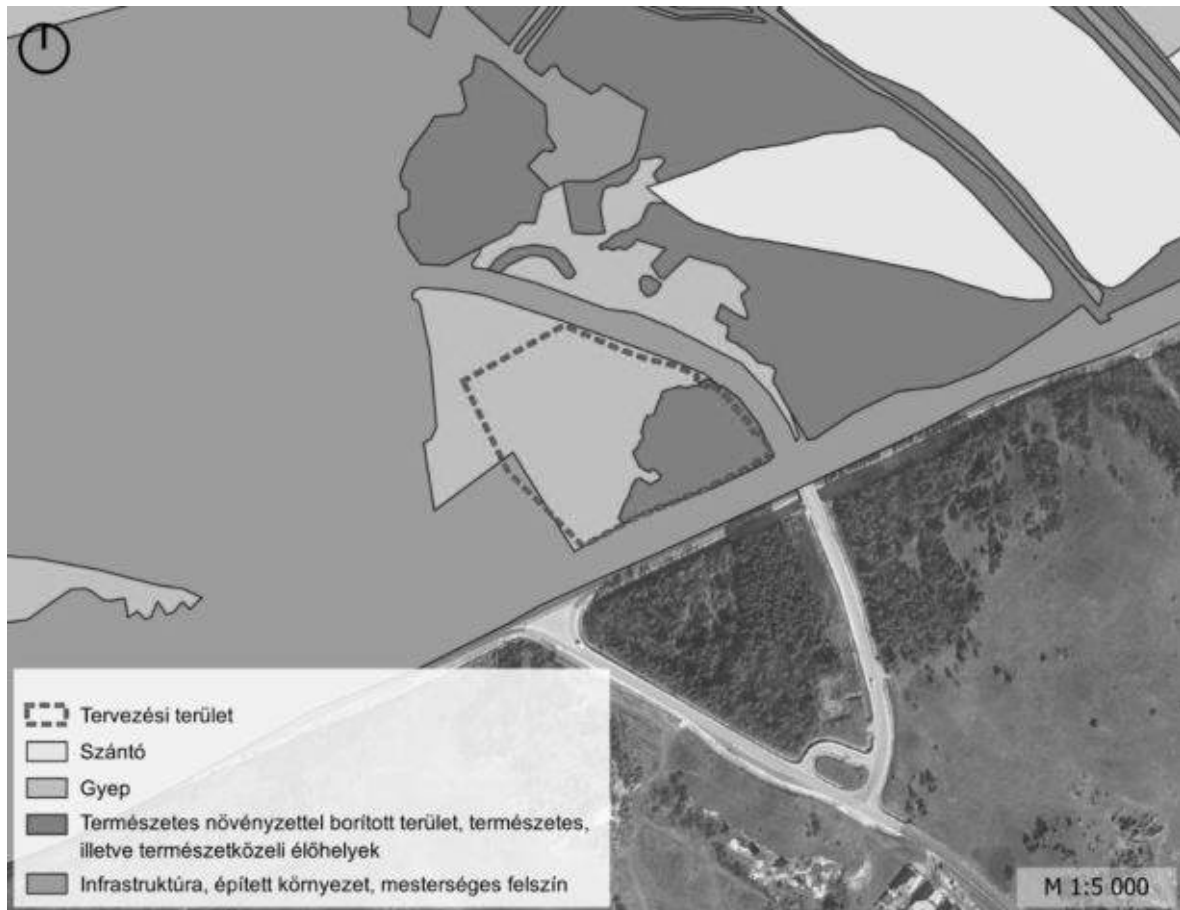 Tervezési terület
Szántó
Gyep
Természetes növényzettel borított terület, természetes,
illetve természetközeli élőhelyek
Infrastruktúra, épített környezet, mesterséges felszín
M 1:5 000